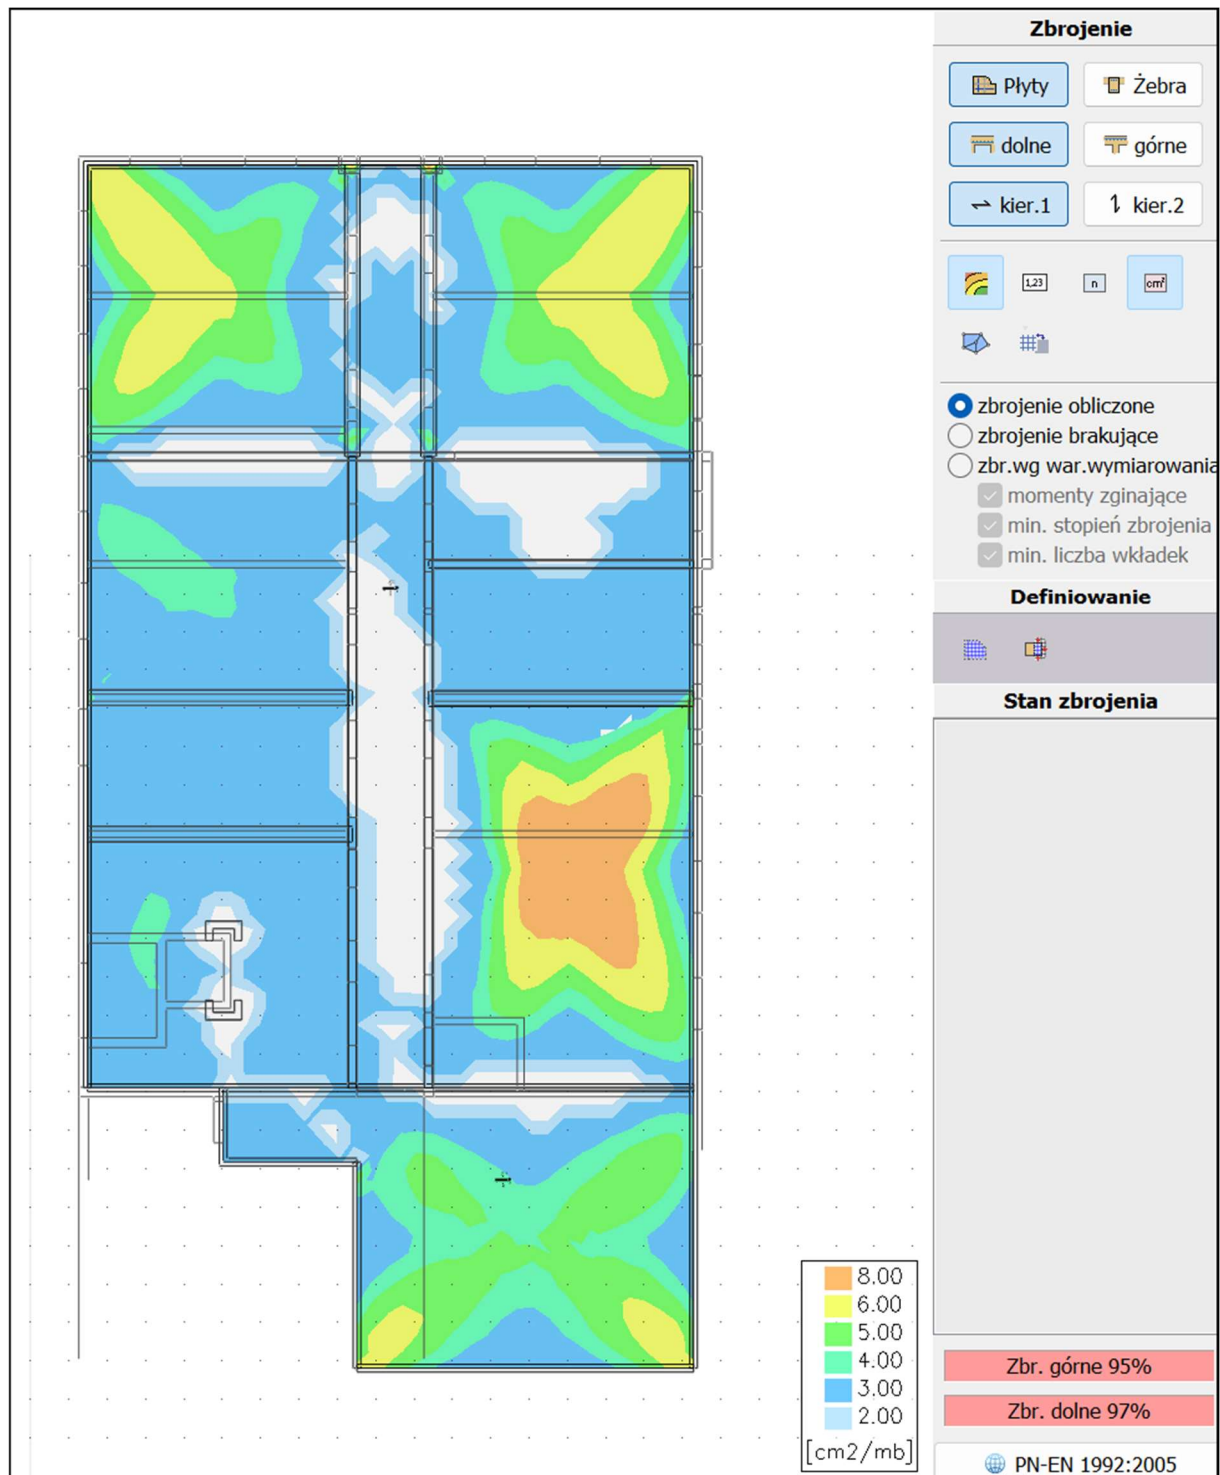 Zbrojenie
Płyty Żebra
dolne górne
kier.1 kier.2
1,23 n cm²
zbrojenie obliczone
zbrojenie brakujące
zbr.wg war.wymiarowania
momenty zginające
min. stopień zbrojenia
min. liczba wkładek
Definiowanie
Stan zbrojenia
8.00
6.00
5.00
4.00
3.00
2.00
[cm2/mb]
Zbr. górne 95%
Zbr. dolne 97%
PN-EN 1992:2005